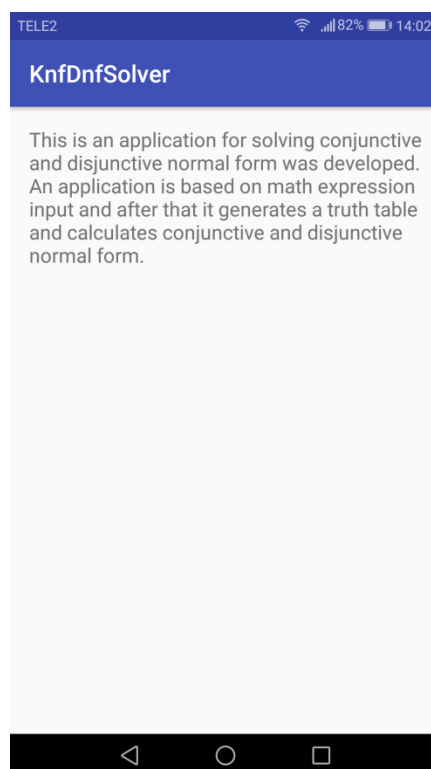 TELE2 82% 14:02
KnfDnfSolver
This is an application for solving conjunctive
and disjunctive normal form was developed.
An application is based on math expression
input and after that it generates a truth table
and calculates conjunctive and disjunctive
normal form.